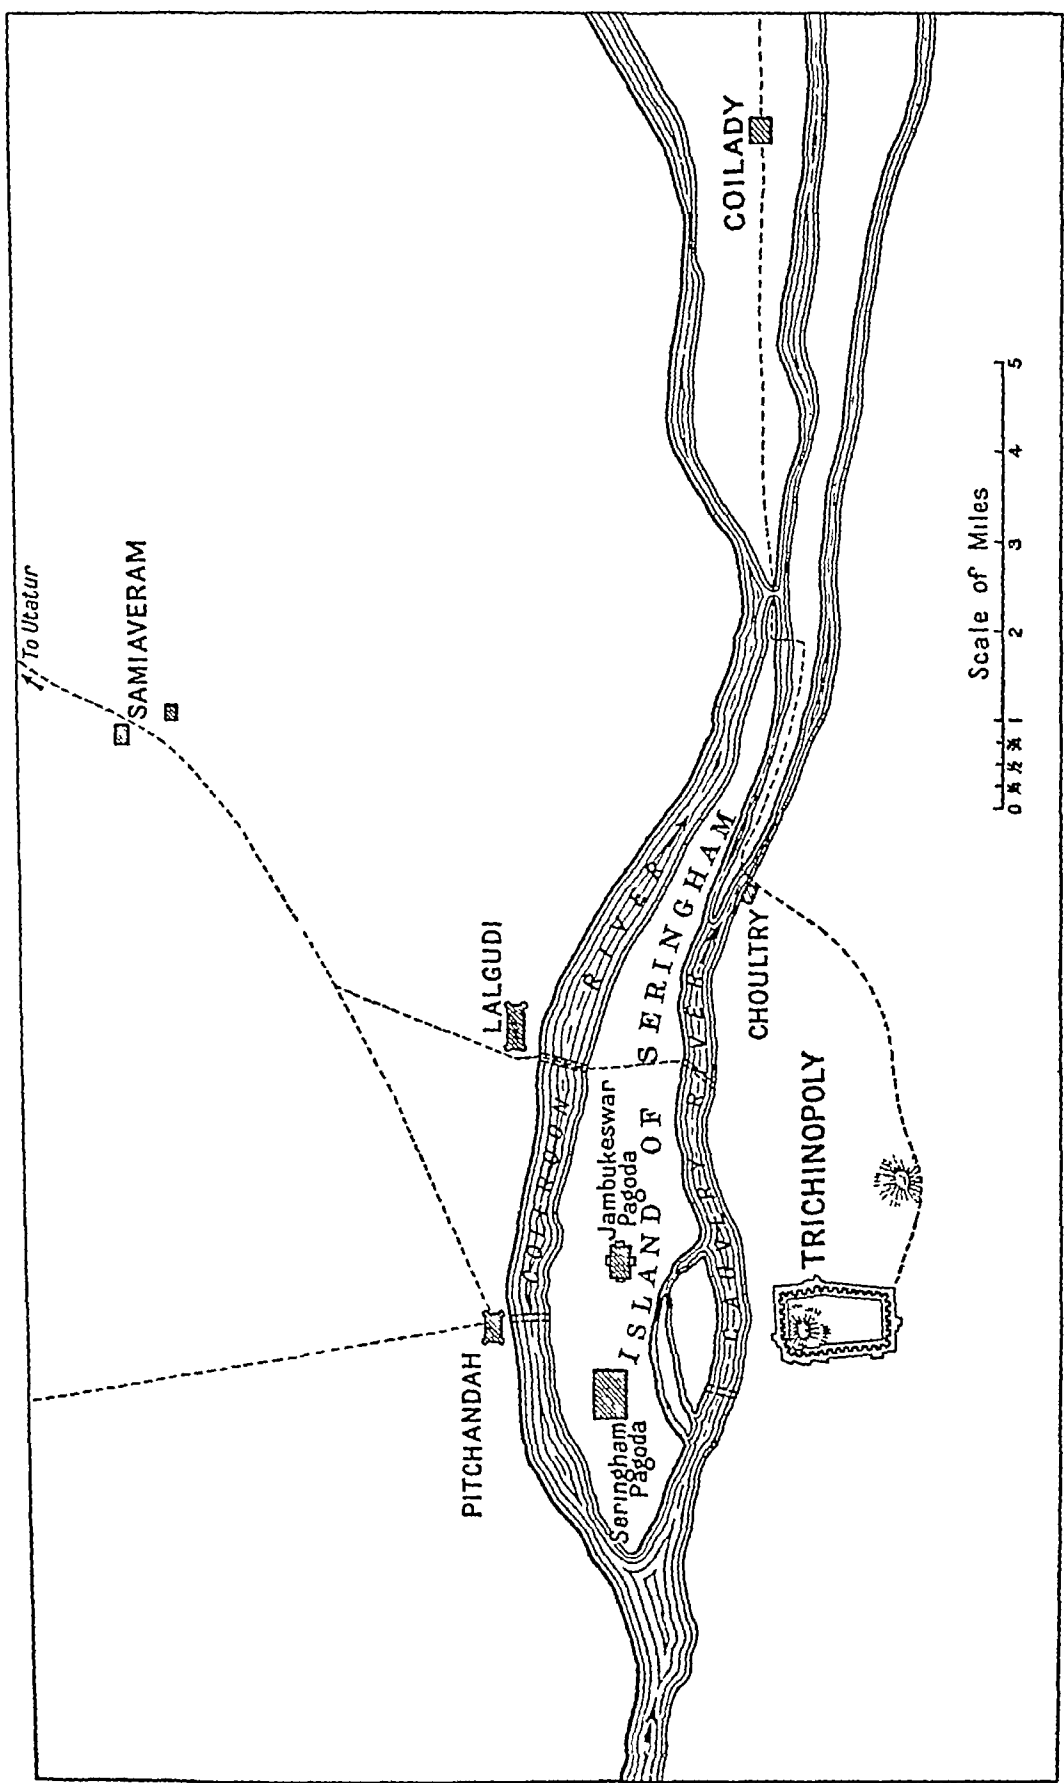 To Utatur
SAMIAVERAM
COILADY
LALGUDI
PITCHANDAH
COLEROON RIVER
Jambukeswar
Pagoda
Seringham
Pagoda
ISLAND OF SERINGHAM
CAUVERY RIVER
CHOULTRY
TRICHINOPOLY
Scale of Miles
0 ¼ ½ ¾ 1 2 3 4 5